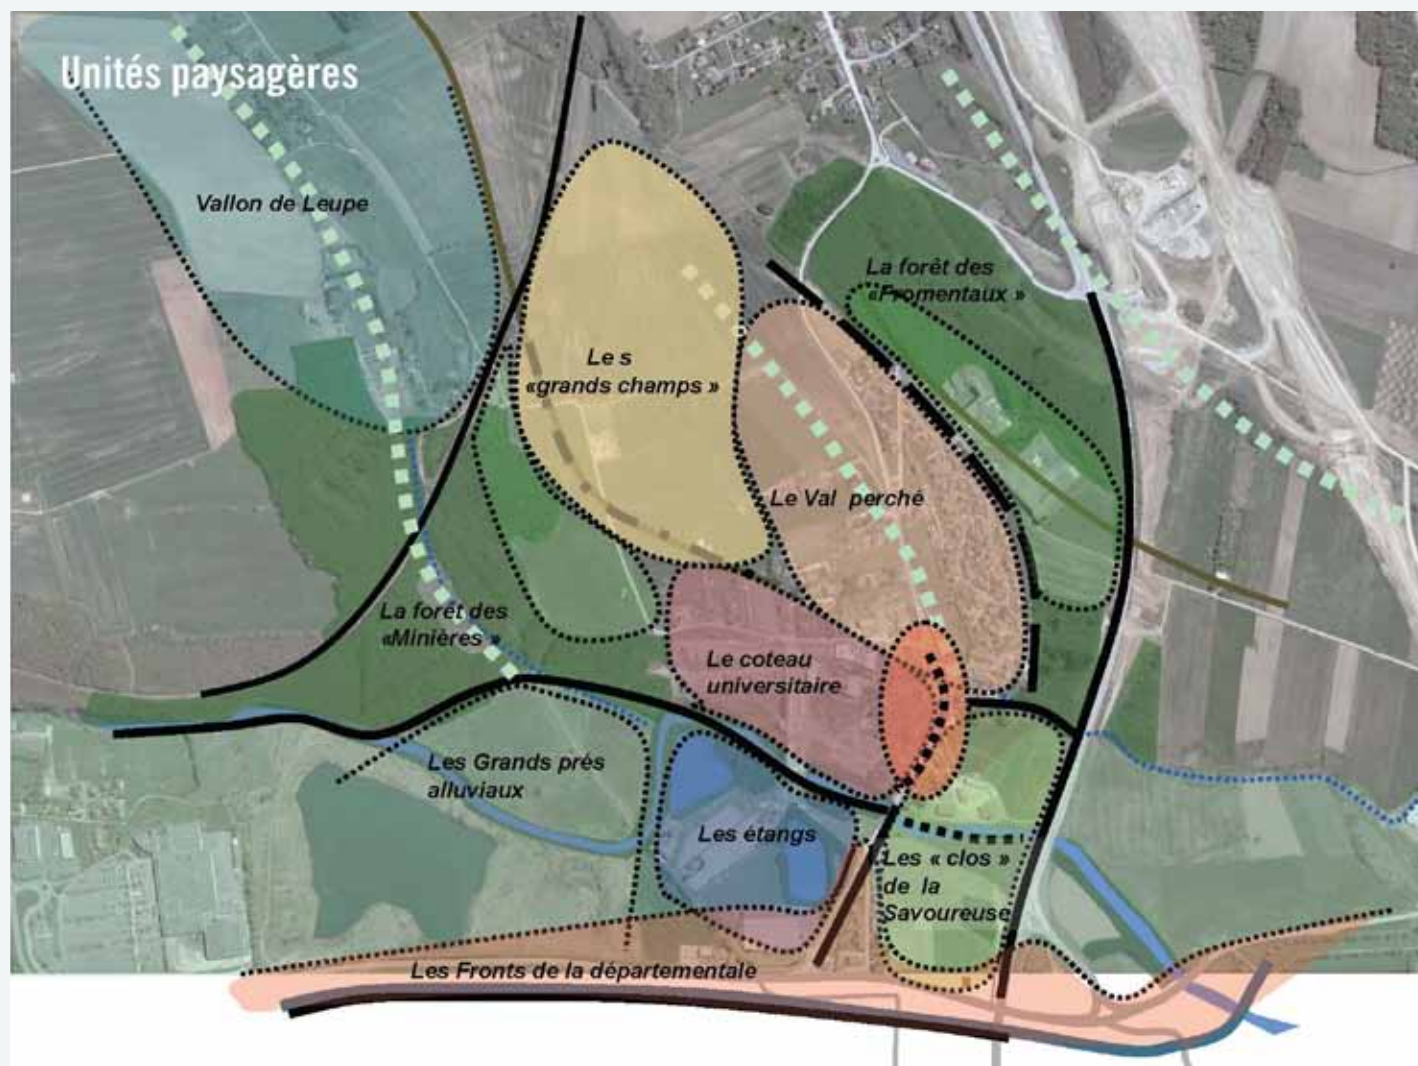 Unités paysagères
Vallon de Leupe
La forêt des
«Fromentaux »
Le s
«grands champs »
Le Val perché
La forêt des
«Minières »
Le coteau
universitaire
Les Grands prés
alluviaux
Les étangs
Les « clos »
de la
Savoureuse
Les Fronts de la départementale